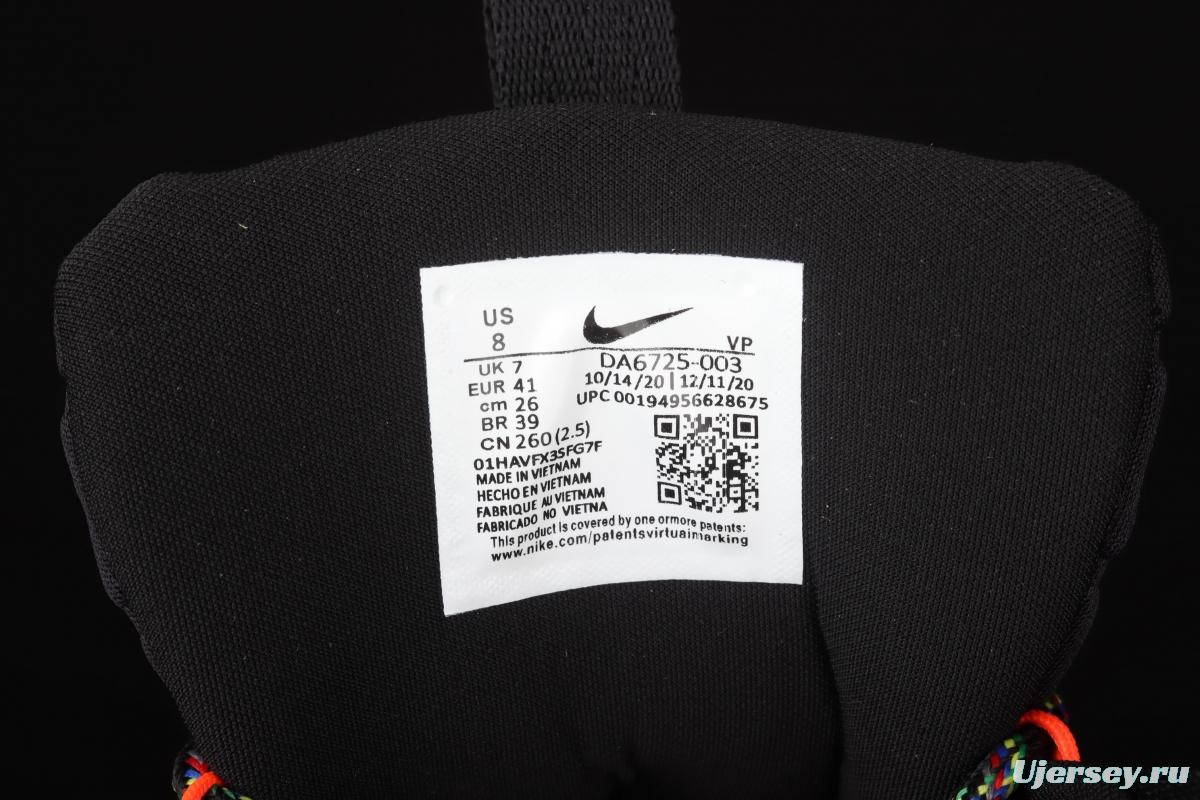 US
8
VP
UK 7
DA6725-003
EUR 41
10/14/20 | 12/11/20
cm 26
UPC 00194956628675
BR 39
CN 260 (2.5)
01HAVFX3SFG7F
MADE IN VIETNAM
HECHO EN VIETNAM
FABRIQUE AU VIETNAM
FABRICADO NO VIETNA
This product is covered by one ormore patents:
www.nike.com/patentsvirtuaimarking
Ujersey.ru